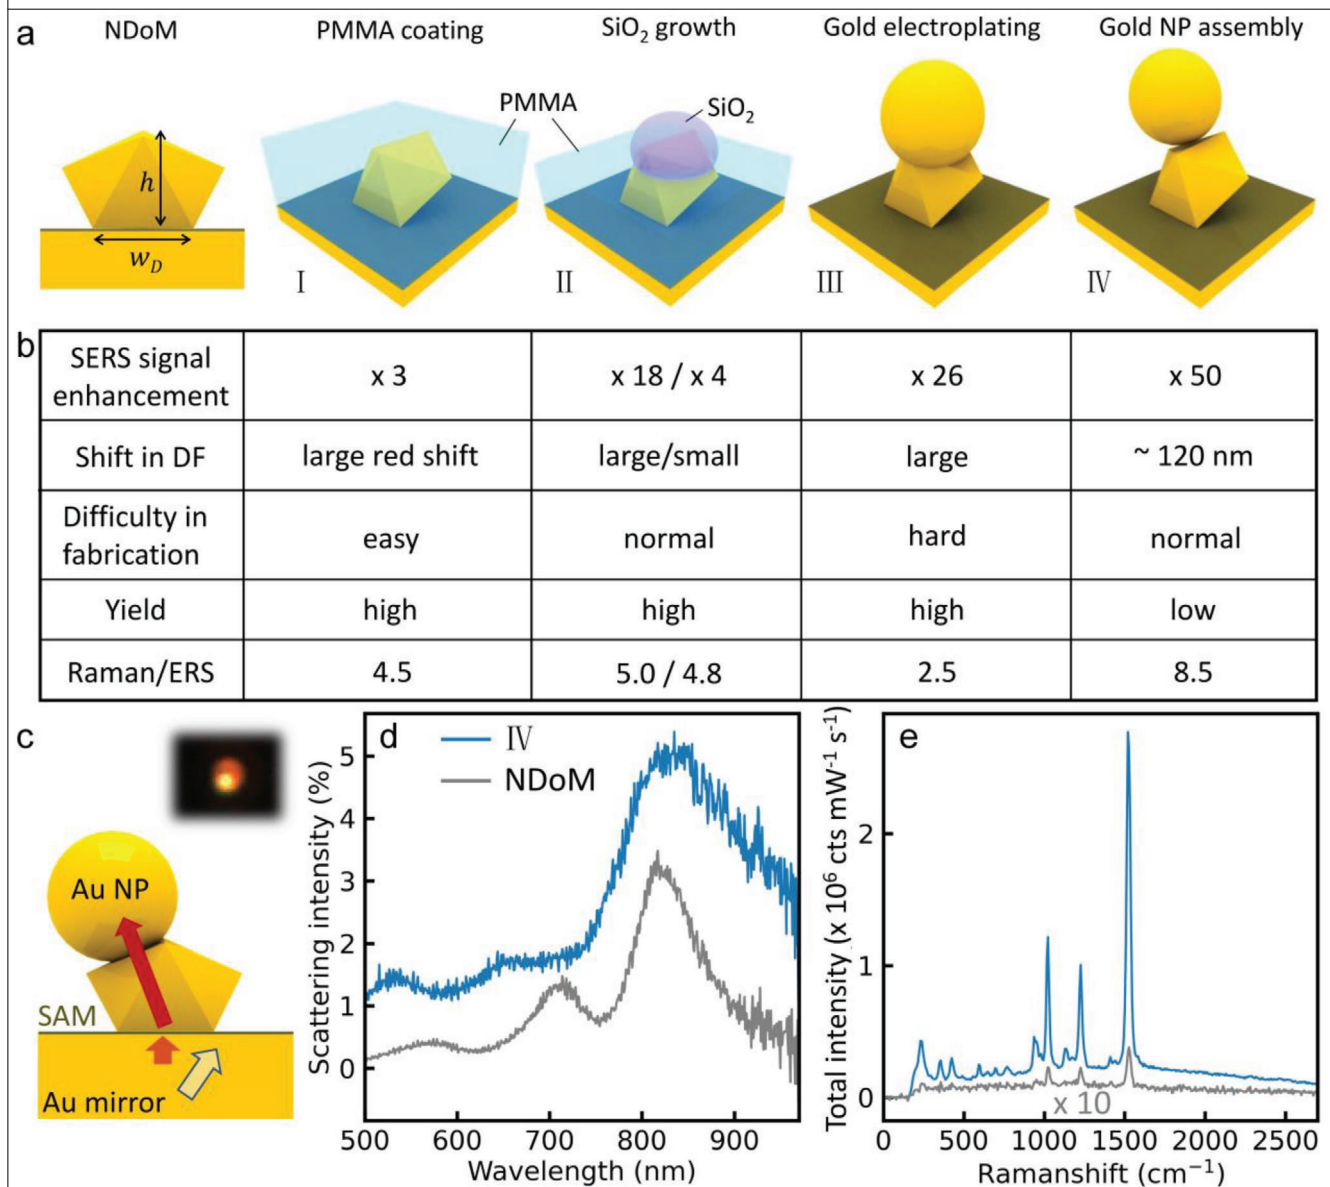 a
NDoM
PMMA coating
SiO₂ growth
Gold electroplating
Gold NP assembly
PMMA
SiO₂
h
w_D
I
II
III
IV
b
SERS signal
enhancement
x 3
x 18 / x 4
x 26
x 50
Shift in DF
large red shift
large/small
large
~ 120 nm
Difficulty in
fabrication
easy
normal
hard
normal
Yield
high
high
high
low
Raman/ERS
4.5
5.0 / 4.8
2.5
8.5
c
Au NP
SAM
Au mirror
d
IV
NDoM
Scattering intensity (%)
5
4
3
2
1
0
500 600 700 800 900
Wavelength (nm)
e
Total intensity (x 10⁶ cts mW⁻¹ s⁻¹)
2
1
0
x 10
0 500 1000 1500 2000 2500
Ramanshift (cm⁻¹)